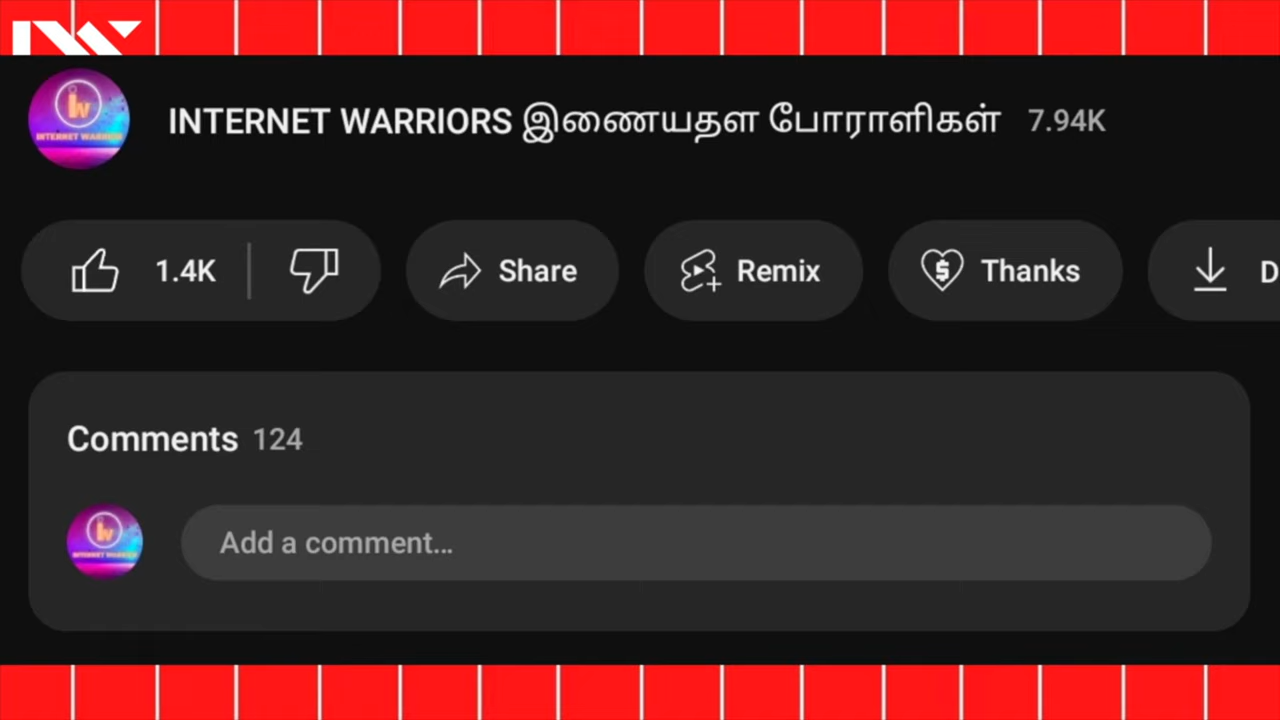 INTERNET WARRIORS இணையதள போராளிகள் 7.94K
1.4K Share Remix Thanks D
Comments 124
Add a comment...